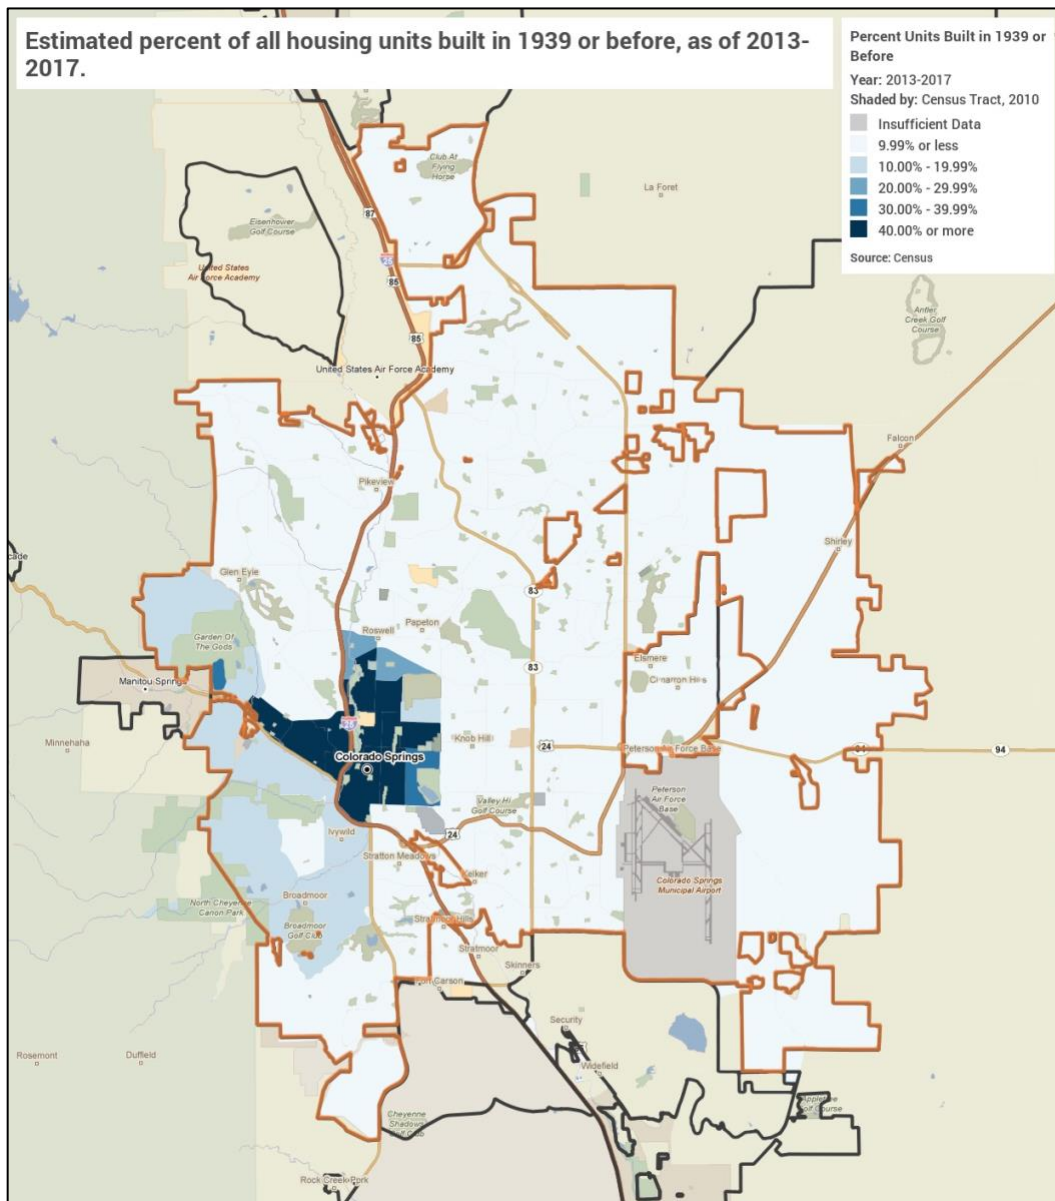 Estimated percent of all housing units built in 1939 or before, as of 2013-
2017.
Percent Units Built in 1939 or
Before
Year: 2013-2017
Shaded by: Census Tract, 2010
Insufficient Data
9.99% or less
10.00% - 19.99%
20.00% - 29.99%
30.00% - 39.99%
40.00% or more
Source: Census
Club At
Flying
Horse
La Foret
87
Eisenhower
Golf Course
United States
Air Force Academy
25
85
Antler
Creek Golf
Course
85
United States Air Force Academy
Falcon
Pikeview
Shirley
cade
Glen Eyie
83
Garden Of
The Gods
Roswell
Papeton
83
Elsmere
Cimarron Hills
Manitou Springs
Minnehaha
25
Knob Hill
24
Peterson
Force Base
94
Colorado Springs
Peterson
Air Force
Base
Valley Hi
Golf Course
Ivywild
24
Stratton Meadows
Kelker
Colorado Springs
Municipal Airport
Broadmoor
North Cheyenne
Canon Park
Broadmoor
Golf Club
Stratmoor
Skinners
Carson
Security
Rosemont
Duffield
Widefield
Appletree
Golf Course
Cheyenne
Shadows
Golf Club
Rock Creek Park